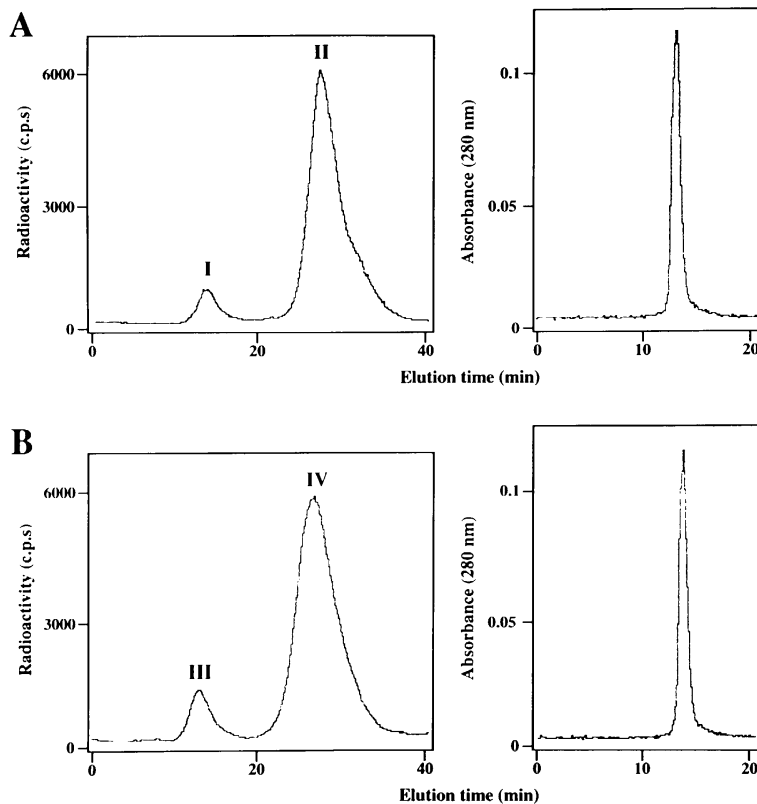 A
Radioactivity (c.p.s)
6000
3000
0
I
II
0
20
40
Absorbance (280 nm)
0.1
0.05
0
0
10
20
Elution time (min)
B
Radioactivity (c.p.s)
6000
3000
0
III
IV
0
20
40
Absorbance (280 nm)
0.1
0.05
0
0
10
20
Elution time (min)